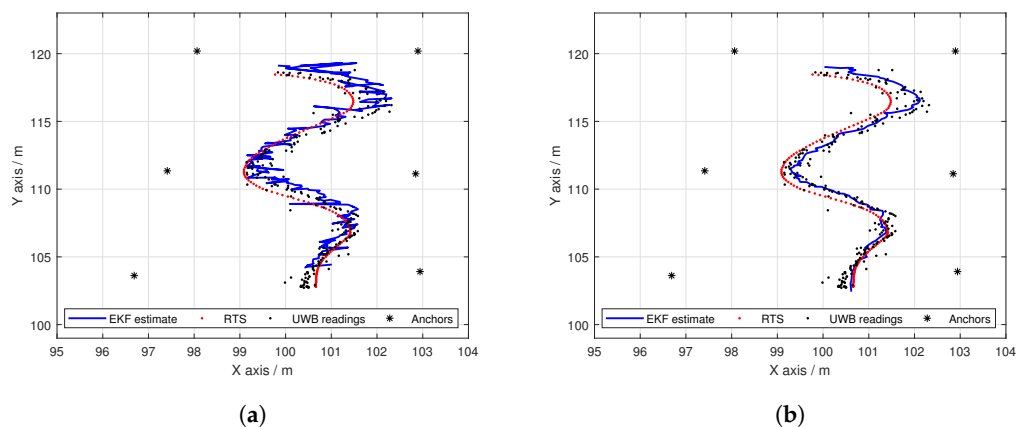 120
115
110
105
100
Y axis / m
EKF estimate RTS UWB readings Anchors
95 96 97 98 99 100 101 102 103 104
X axis / m
(a)
120
115
110
105
100
Y axis / m
EKF estimate RTS UWB readings Anchors
95 96 97 98 99 100 101 102 103 104
X axis / m
(b)